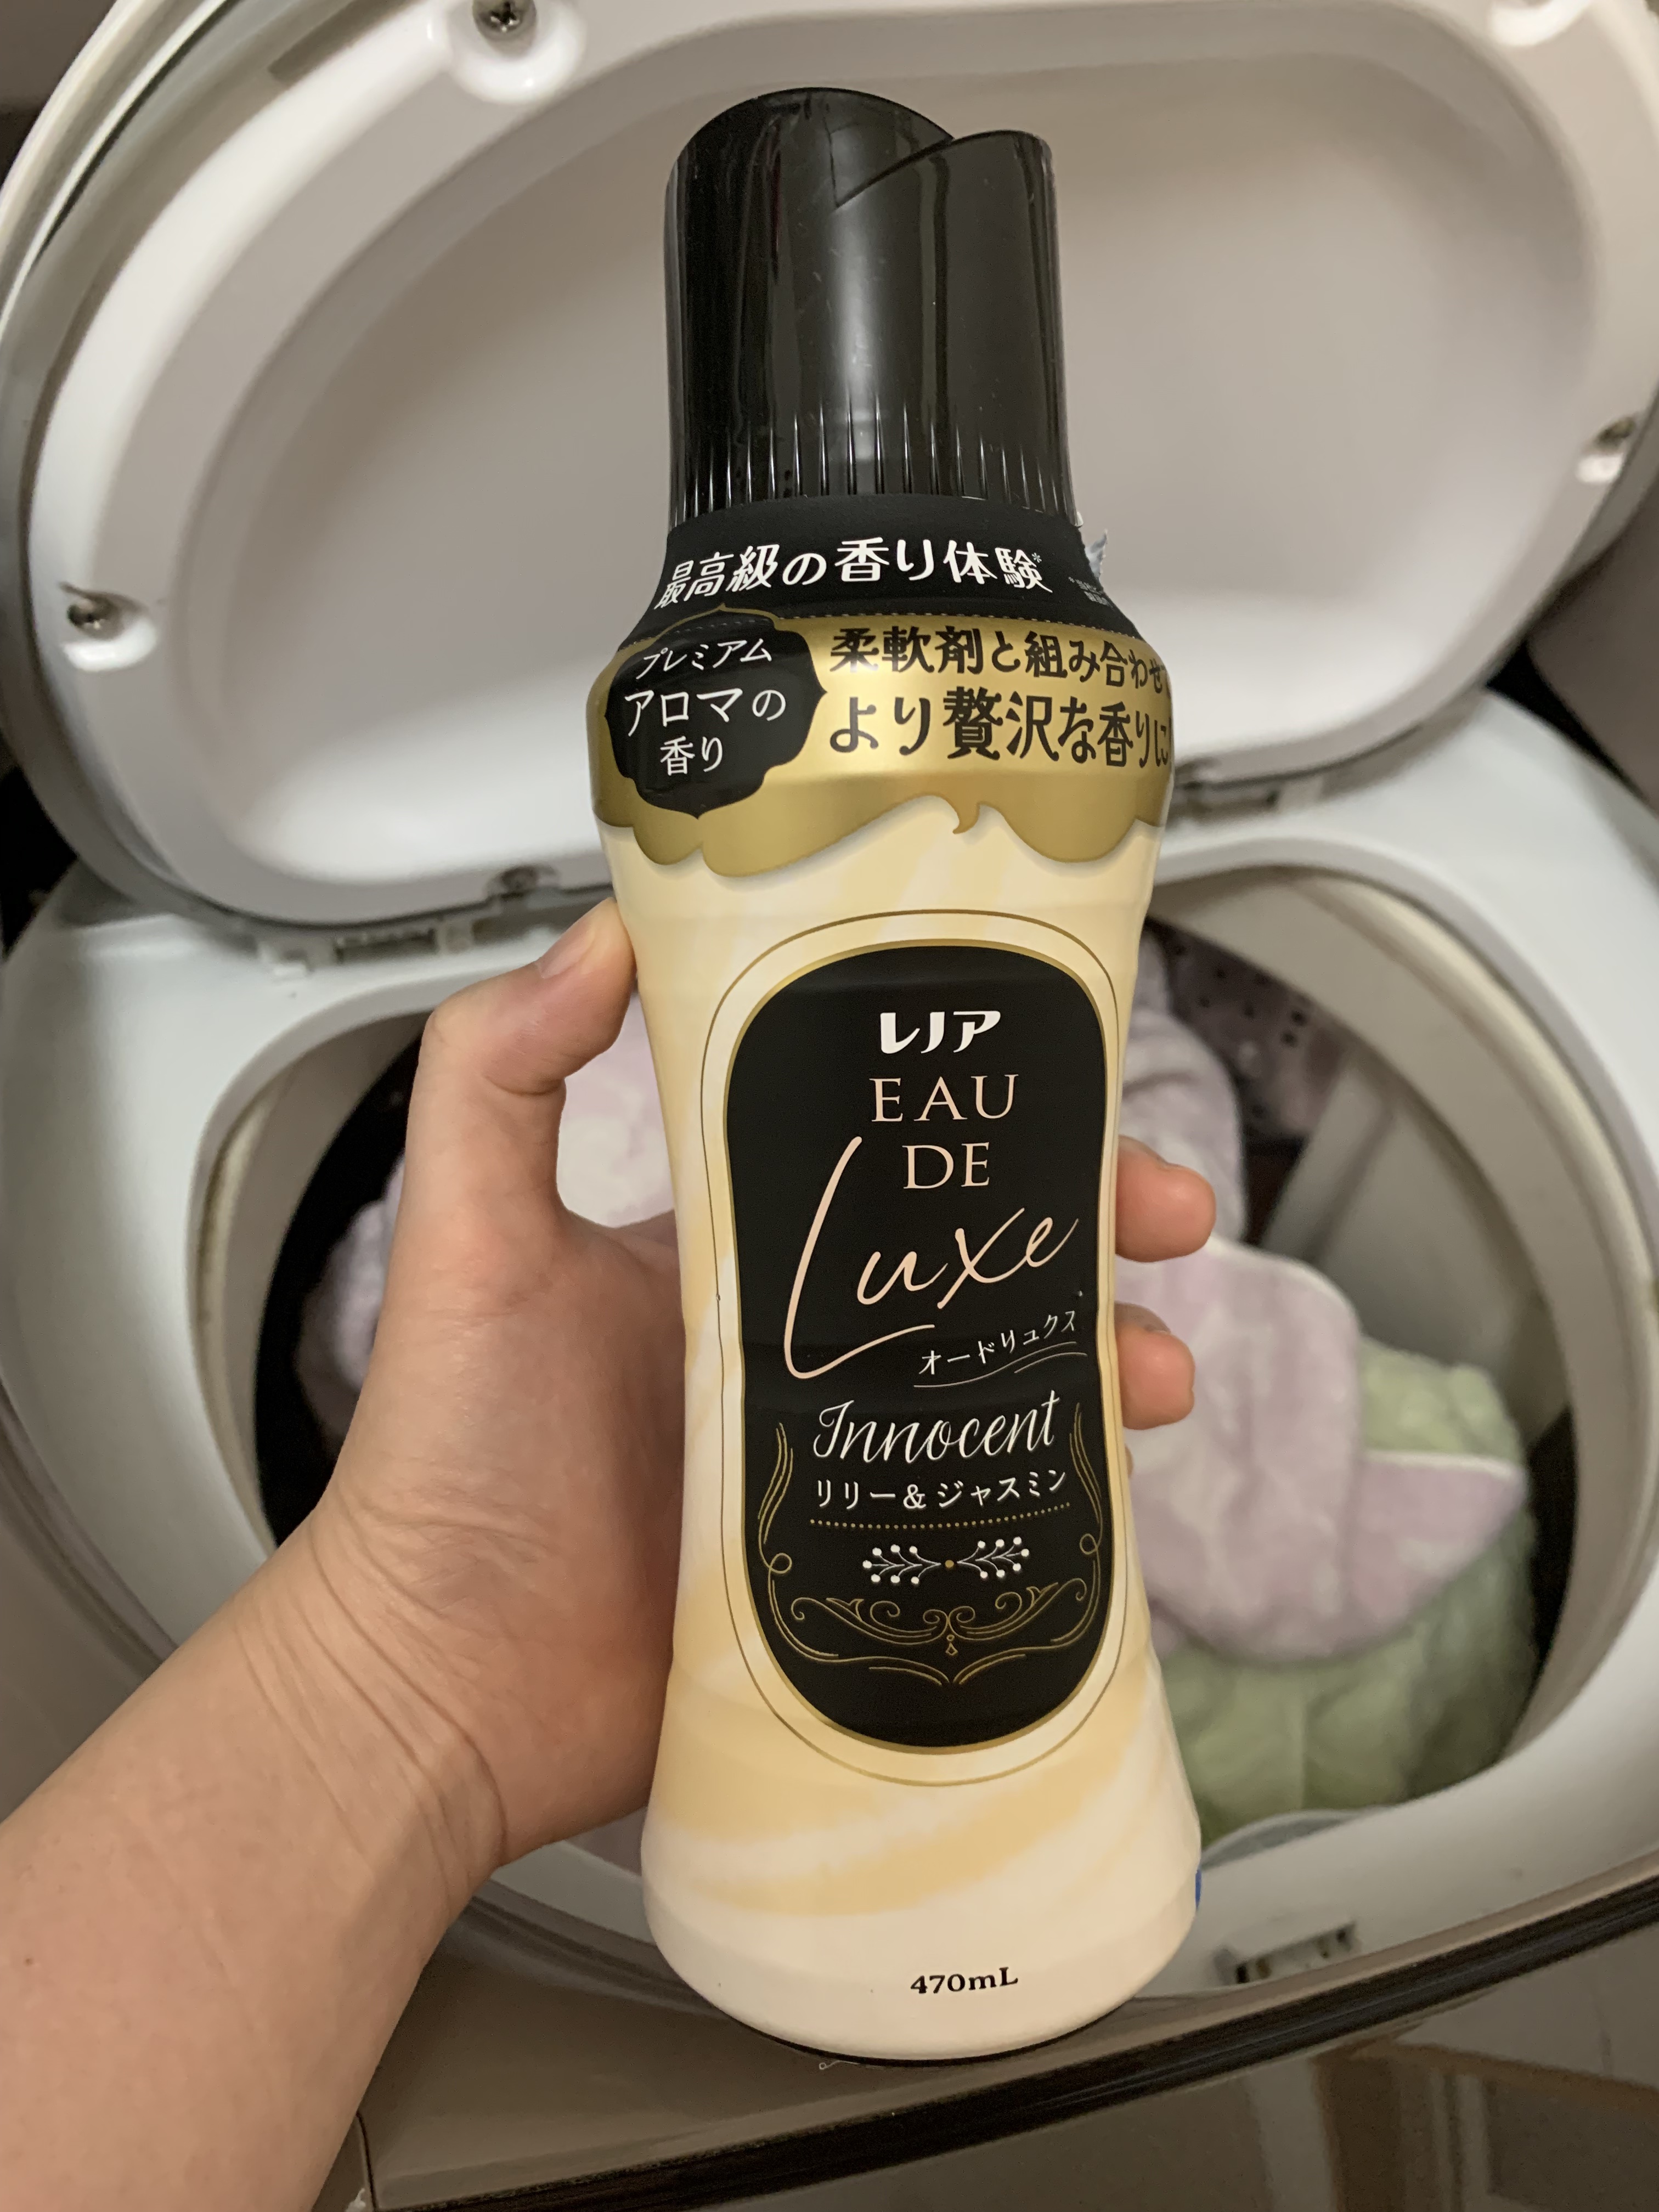 最高級の香り体験※
プレミアム
アロマの
香り
柔軟剤と組み合わせて
より贅沢な香りに
レノア
EAU
DE
Luxe
オードリュクス
Innocent
リリー&ジャスミン
470mL